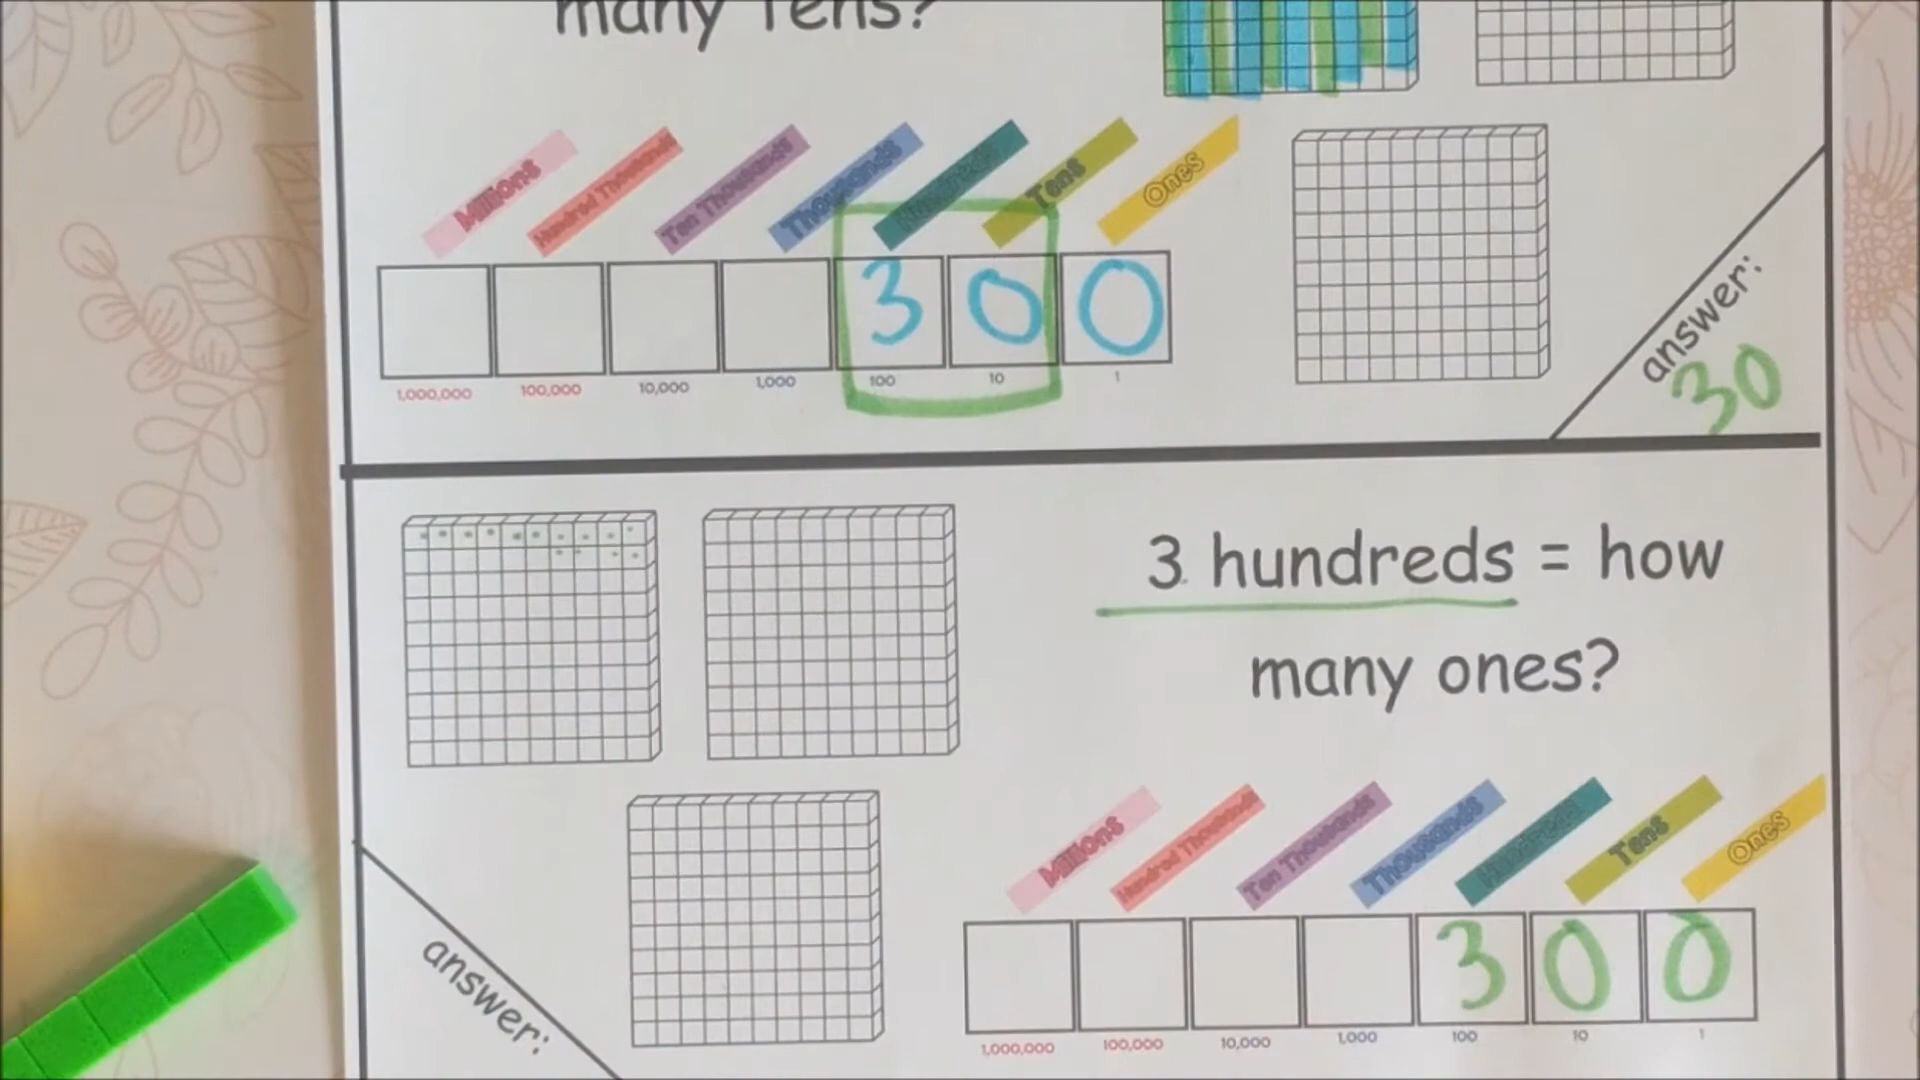 many Tens?
Millions
Hundred Thousands
Ten Thousands
Thousands
Hundreds
Tens
Ones
3 0 0
1,000,000 100,000 10,000 1,000 100 10 1
answer:
30
3 hundreds = how
many ones?
Millions
Hundred Thousands
Ten Thousands
Thousands
Hundreds
Tens
Ones
3 0 0
1,000,000 100,000 10,000 1,000 100 10 1
answer: